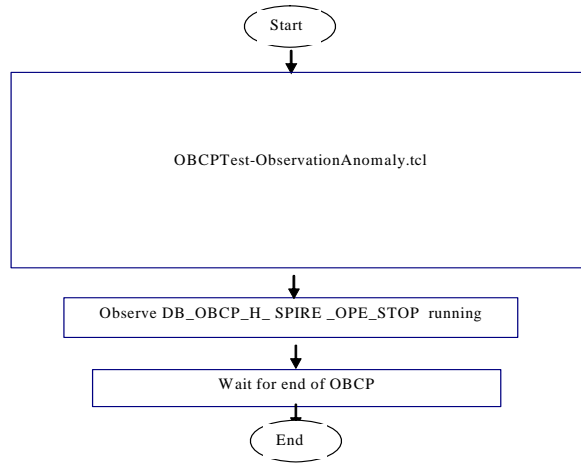 Start
OBCPTest-ObservationAnomaly.tcl
Observe DB_OBCP_H_ SPIRE _OPE_STOP running
Wait for end of OBCP
End